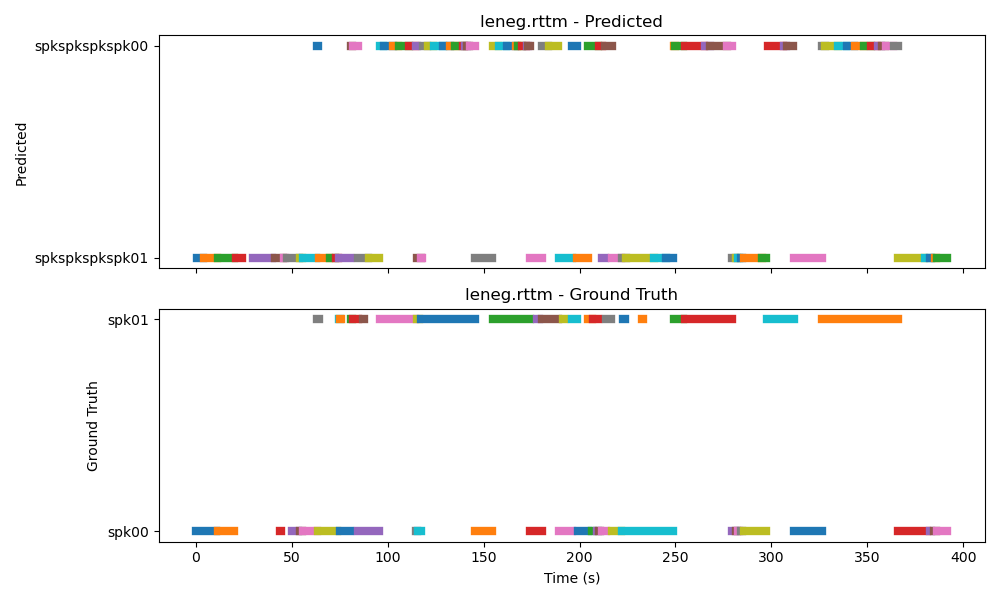 leneg.rttm - Predicted
spkspkspkspk00
Predicted
spkspkspkspk01
leneg.rttm - Ground Truth
spk01
Ground Truth
spk00
0 50 100 150 200 250 300 350 400
Time (s)